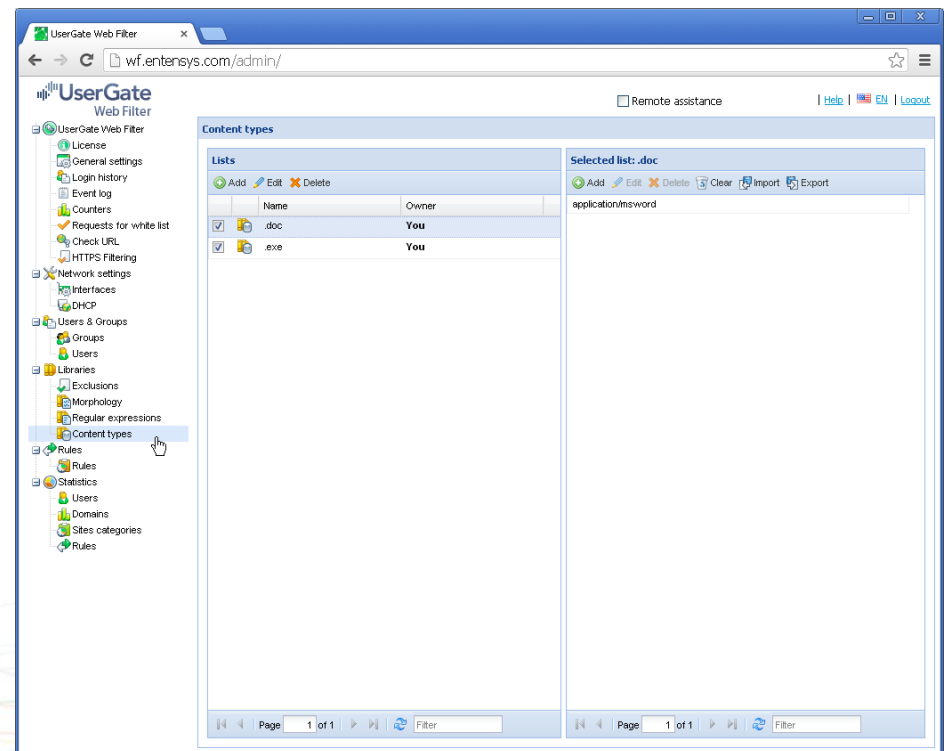 UserGate Web Filter
wf.entensys.com/admin/
UserGate
Web Filter
Remote assistance | Help | EN | Logout
UserGate Web Filter
License
General settings
Login history
Event log
Counters
Requests for white list
Check URL
HTTPS Filtering
Network settings
Interfaces
DHCP
Users & Groups
Groups
Users
Libraries
Exclusions
Morphology
Regular expressions
Content types
Rules
Rules
Statistics
Users
Domains
Sites categories
Rules
Content types
Lists
Add Edit Delete
Name Owner
.doc You
.exe You
Page 1 of 1 Filter
Selected list: .doc
Add Edit Delete Clear Import Export
application/msword
Page 1 of 1 Filter